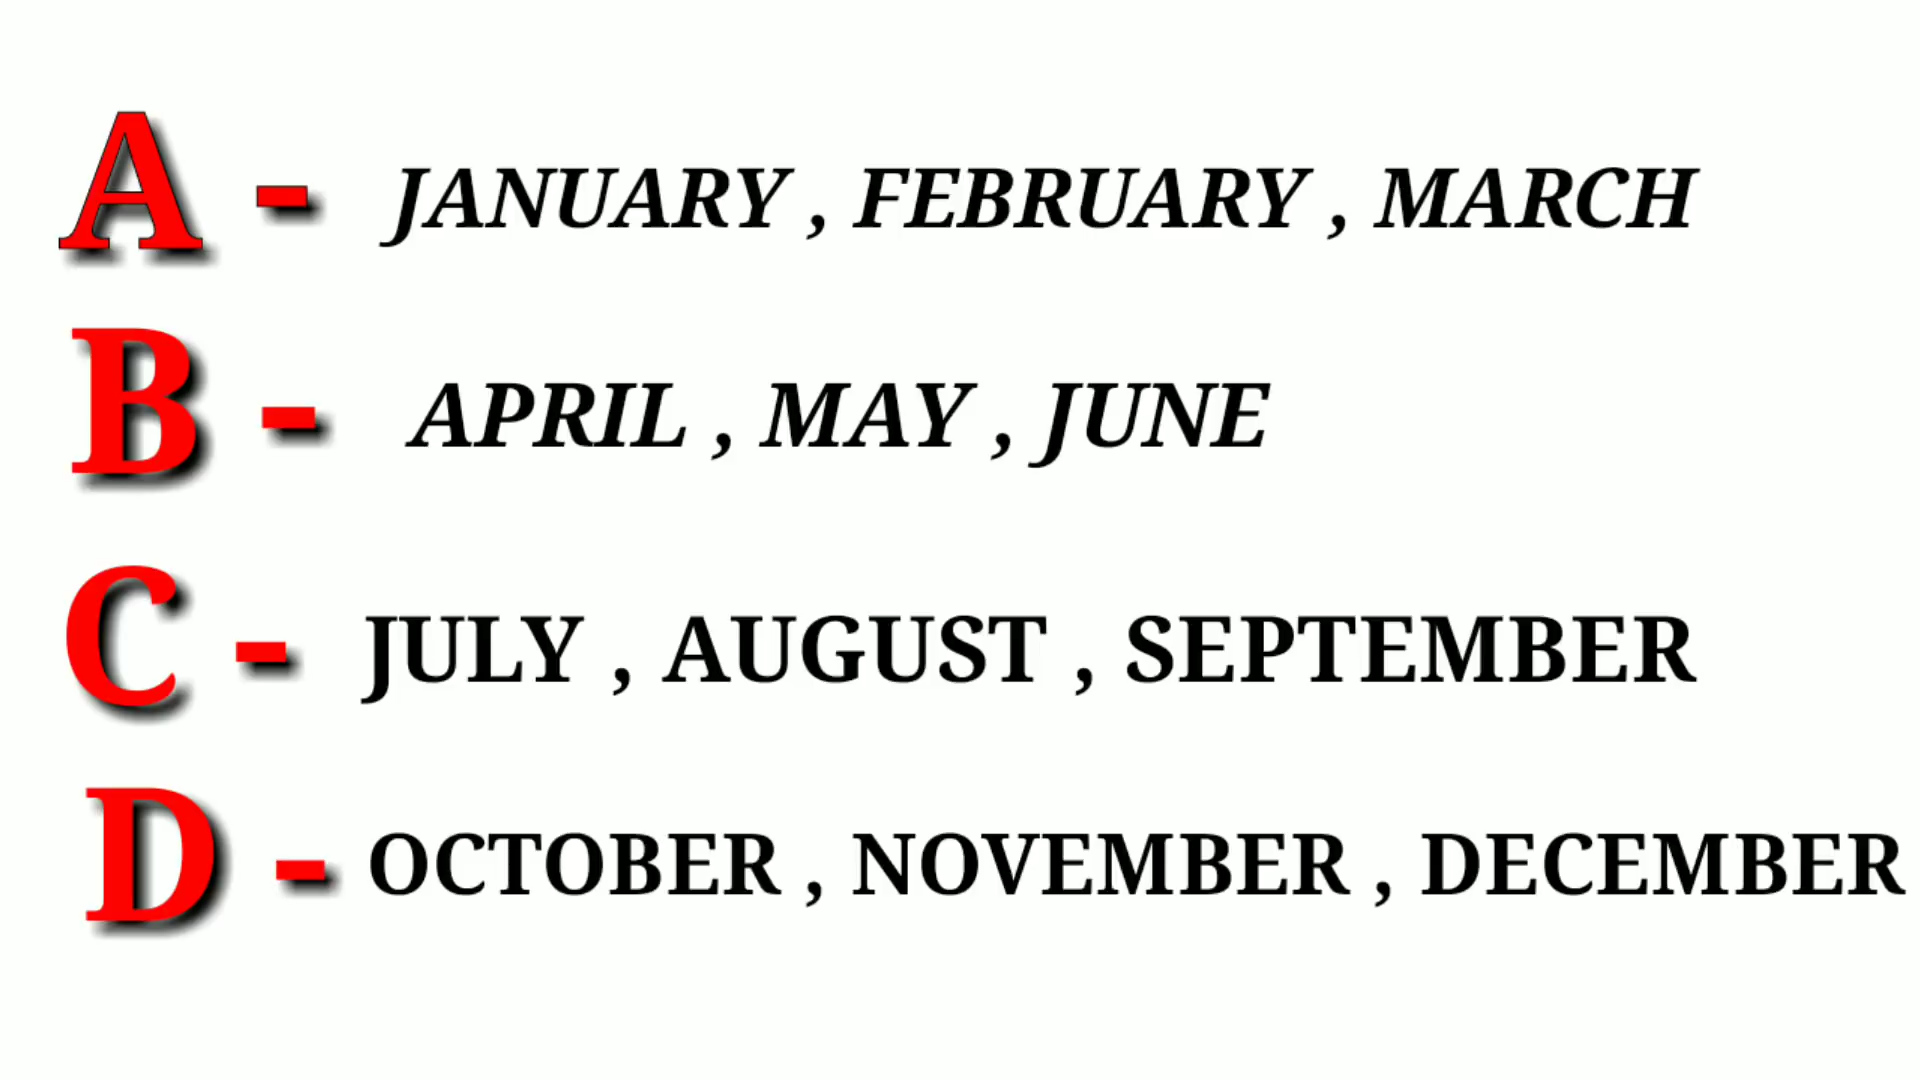 A - JANUARY , FEBRUARY , MARCH
B - APRIL , MAY , JUNE
C - JULY , AUGUST , SEPTEMBER
D - OCTOBER , NOVEMBER , DECEMBER